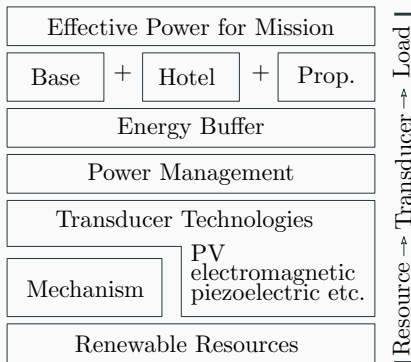 Effective Power for Mission
Base + Hotel + Prop.
Energy Buffer
Power Management
Transducer Technologies
PV
electromagnetic
piezoelectric etc.
Mechanism
Renewable Resources
Resource → Transducer → Load